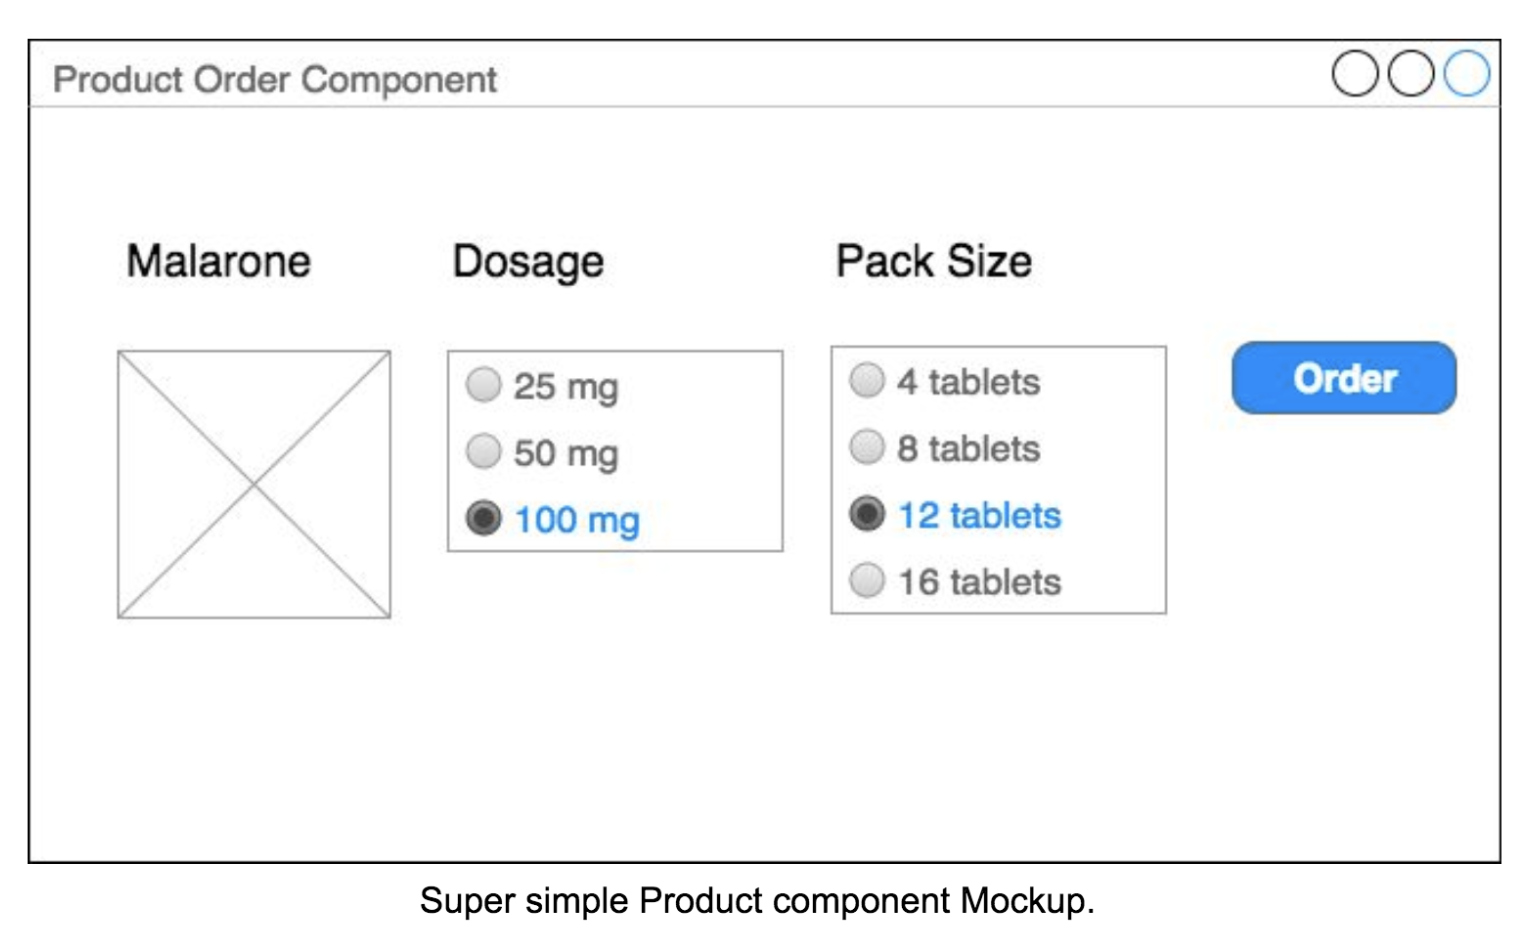 Product Order Component
Malarone
Dosage
Pack Size
25 mg
50 mg
100 mg
4 tablets
8 tablets
12 tablets
16 tablets
Order
Super simple Product component Mockup.